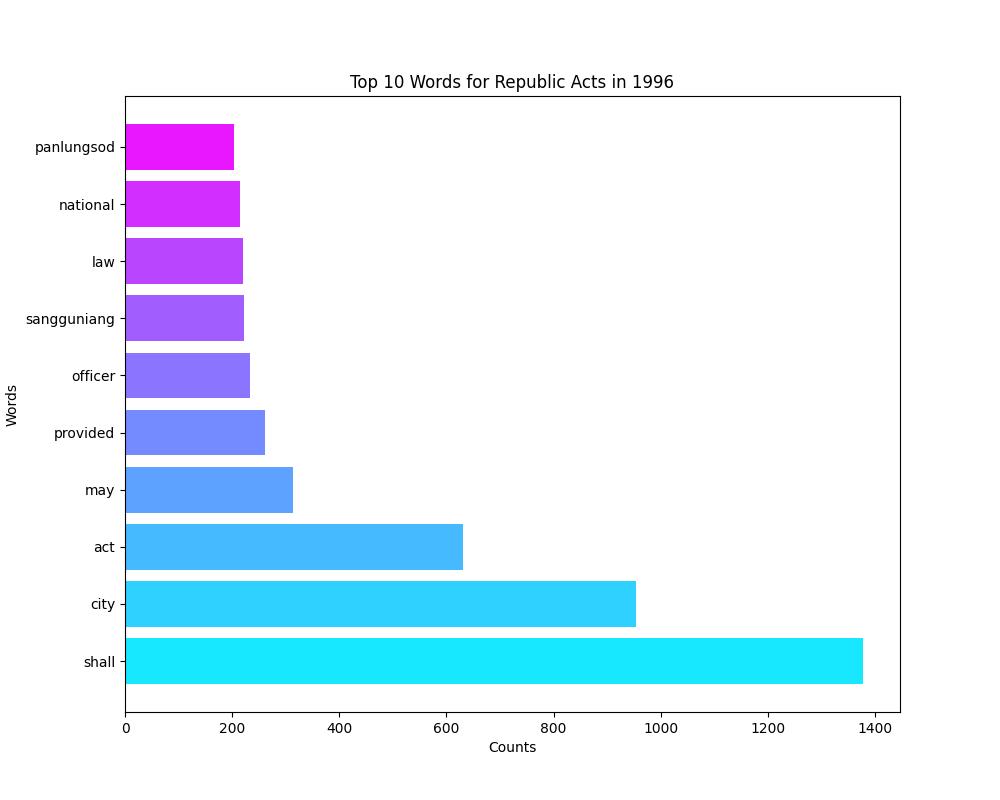 Top 10 Words for Republic Acts in 1996
panlungsod
national
law
sangguniang
officer
provided
may
act
city
shall
Words
0 200 400 600 800 1000 1200 1400
Counts